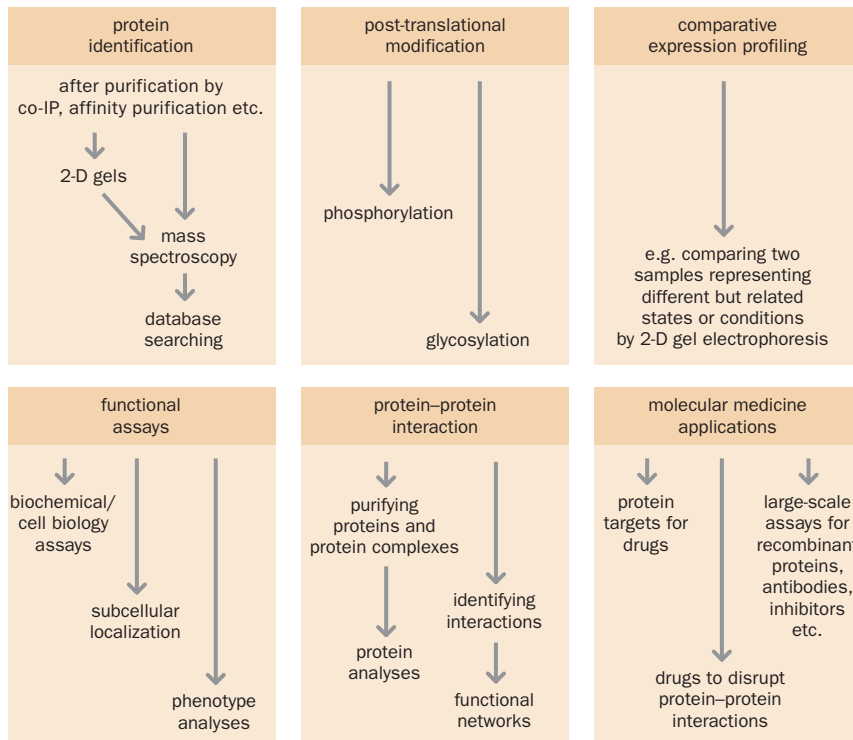 protein
identification
after purification by
co-IP, affinity purification etc.
2-D gels
mass
spectroscopy
database
searching
post-translational
modification
phosphorylation
glycosylation
comparative
expression profiling
e.g. comparing two
samples representing
different but related
states or conditions
by 2-D gel electrophoresis
functional
assays
biochemical/
cell biology
assays
subcellular
localization
phenotype
analyses
protein–protein
interaction
purifying
proteins and
protein complexes
protein
analyses
identifying
interactions
functional
networks
molecular medicine
applications
protein
targets for
drugs
drugs to disrupt
protein–protein
interactions
large-scale
assays for
recombinant
proteins,
antibodies,
inhibitors
etc.